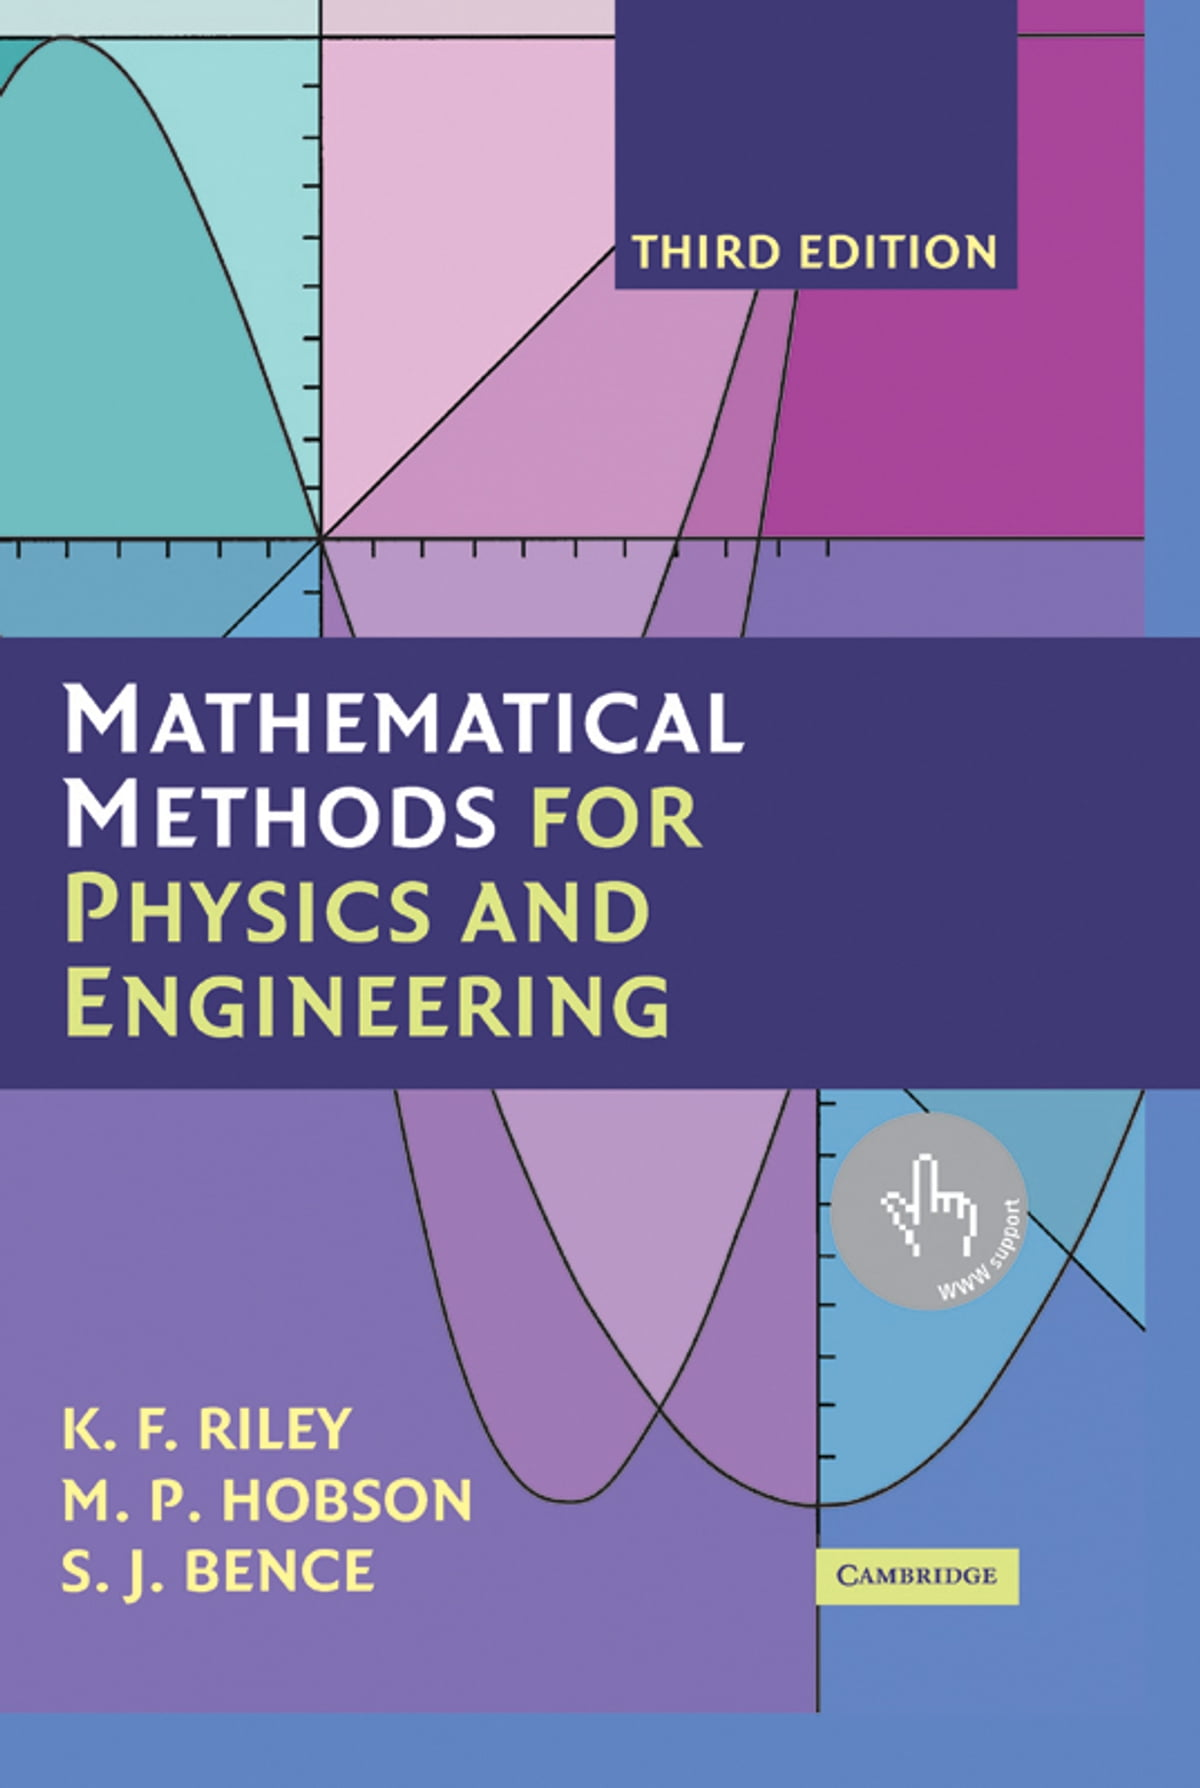 THIRD EDITION
MATHEMATICAL
METHODS FOR
PHYSICS AND
ENGINEERING
www support
K. F. RILEY
M. P. HOBSON
S. J. BENCE
CAMBRIDGE